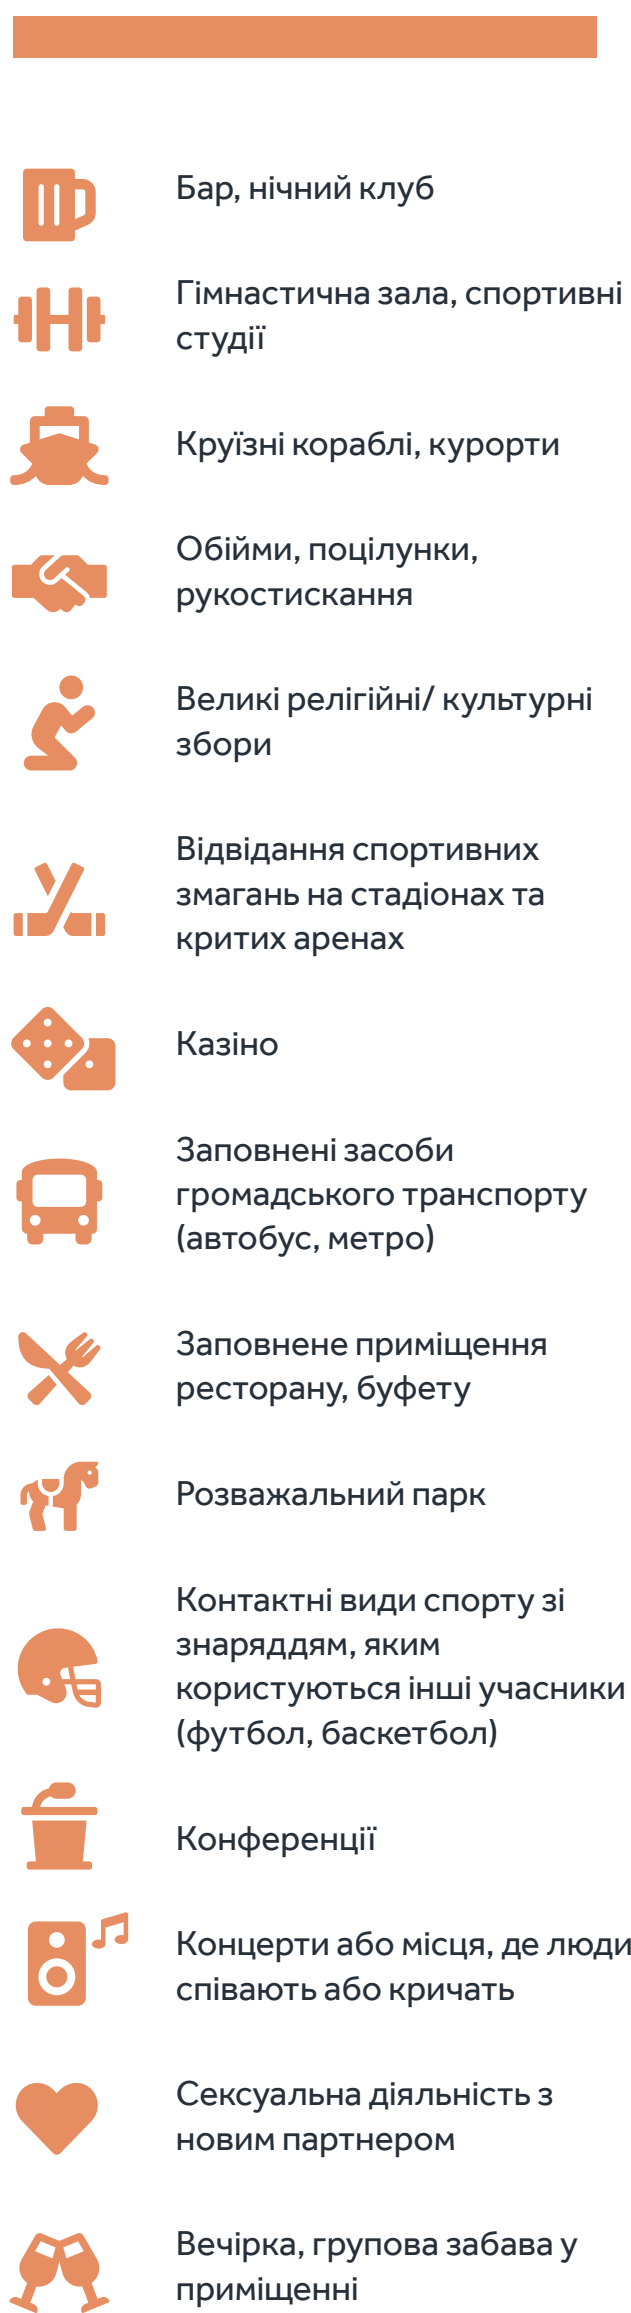 Бар, нічний клуб
Гімнастична зала, спортивні
студії
Круїзні кораблі, курорти
Обійми, поцілунки,
рукостискання
Великі релігійні/ культурні
збори
Відвідання спортивних
змагань на стадіонах та
критих аренах
Казіно
Заповнені засоби
громадського транспорту
(автобус, метро)
Заповнене приміщення
ресторану, буфету
Розважальний парк
Контактні види спорту зі
знаряддям, яким
користуються інші учасники
(футбол, баскетбол)
Конференції
Концерти або місця, де люди
співають або кричать
Сексуальна діяльність з
новим партнером
Вечірка, групова забава у
приміщенні